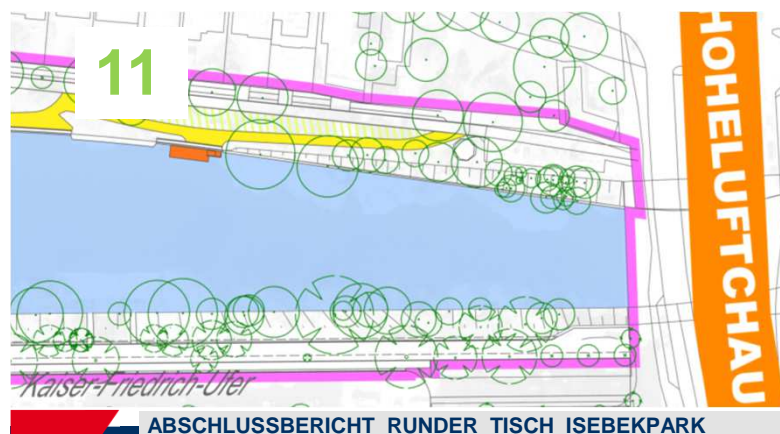 11
HOHELUFTCHAU
Kaiser-Friedrich-Ufer
ABSCHLUSSBERICHT RUNDER TISCH ISEBEKPARK